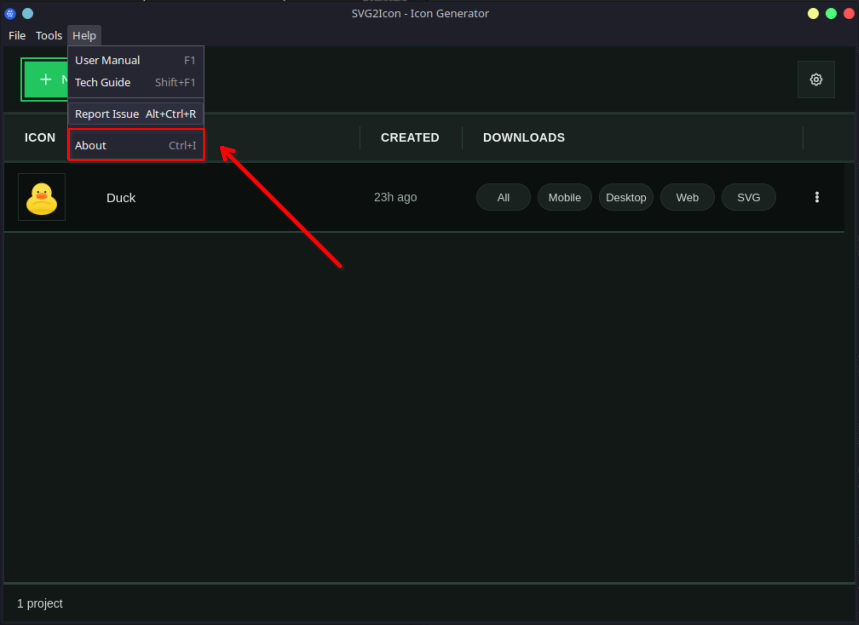 SVG2Icon - Icon Generator
File Tools Help
User Manual F1
Tech Guide Shift+F1
Report Issue Alt+Ctrl+R
About Ctrl+I
ICON CREATED DOWNLOADS
Duck 23h ago All Mobile Desktop Web SVG
1 project